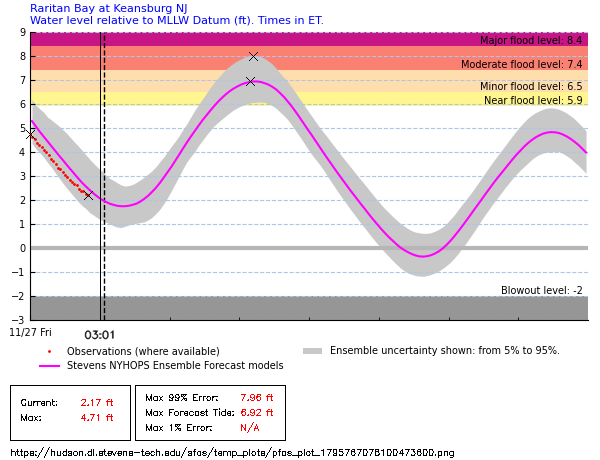 Raritan Bay at Keansburg NJ
Water level relative to MLLW Datum (ft). Times in ET.
9
Major flood level: 8.4
8
Moderate flood level: 7.4
7
Minor flood level: 6.5
Near flood level: 5.9
6
5
4
3
2
1
0
−1
Blowout level: -2
−2
−3
11/27 Fri
03:01
Observations (where available)
Ensemble uncertainty shown: from 5% to 95%.
Stevens NYHOPS Ensemble Forecast models
Current: 2.17 ft
Max: 4.71 ft
Max 99% Error: 7.96 ft
Max Forecast Tide: 6.92 ft
Max 1% Error: N/A
https://hudson.dl.stevens-tech.edu/afos/temp_plots/pfas_plot_1795767078100473600.png